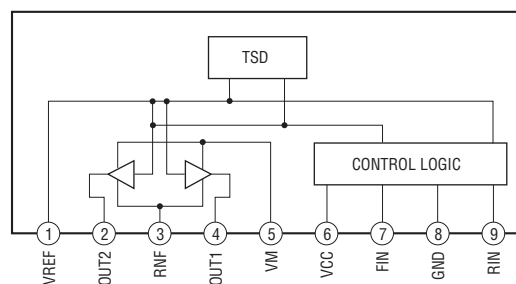 TSD
CONTROL LOGIC
1
2
3
4
5
6
7
8
9
VREF
OUT2
RNF
OUT1
VM
VCC
FIN
GND
RIN